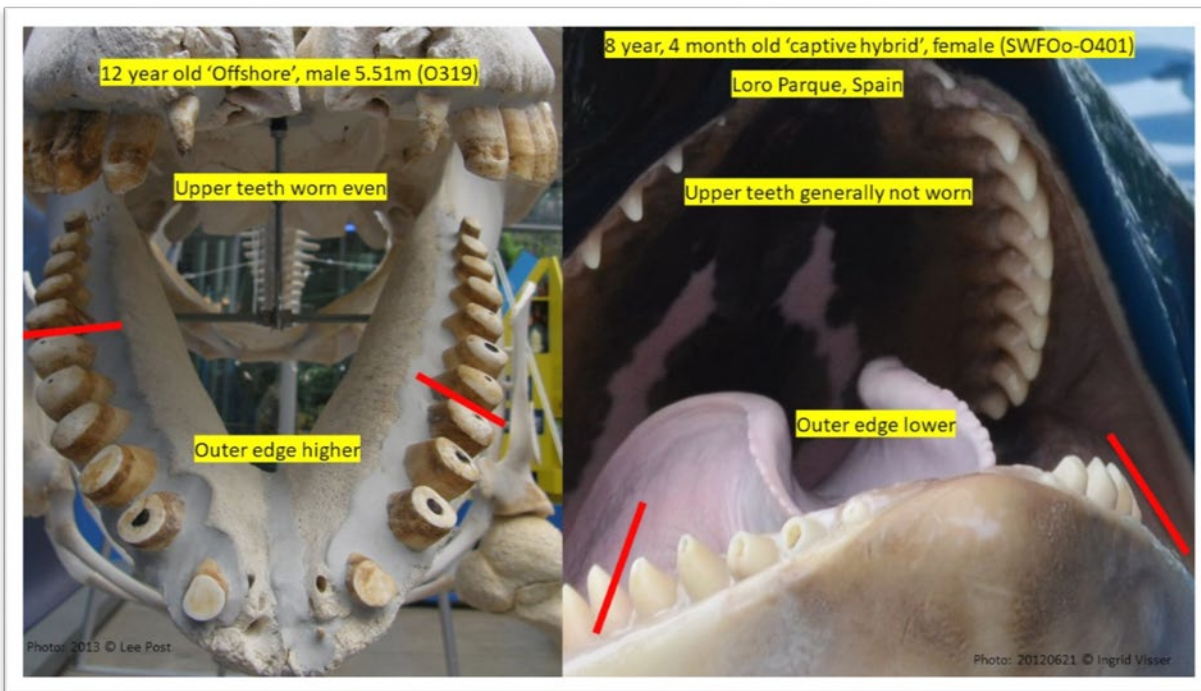 12 year old 'Offshore', male 5.51m (O319)
Upper teeth worn even
Outer edge higher
Photo: 2013 © Lee Post
8 year, 4 month old 'captive hybrid', female (SWFOo-O401)
Loro Parque, Spain
Upper teeth generally not worn
Outer edge lower
Photo: 20120621 © Ingrid Visser